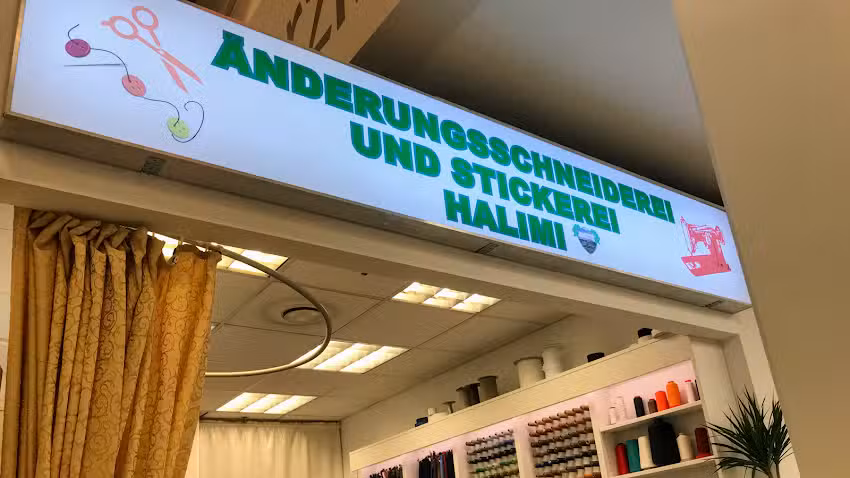 ÄNDERUNGSSCHNEIDEREI
UND STICKEREI
HALIMI